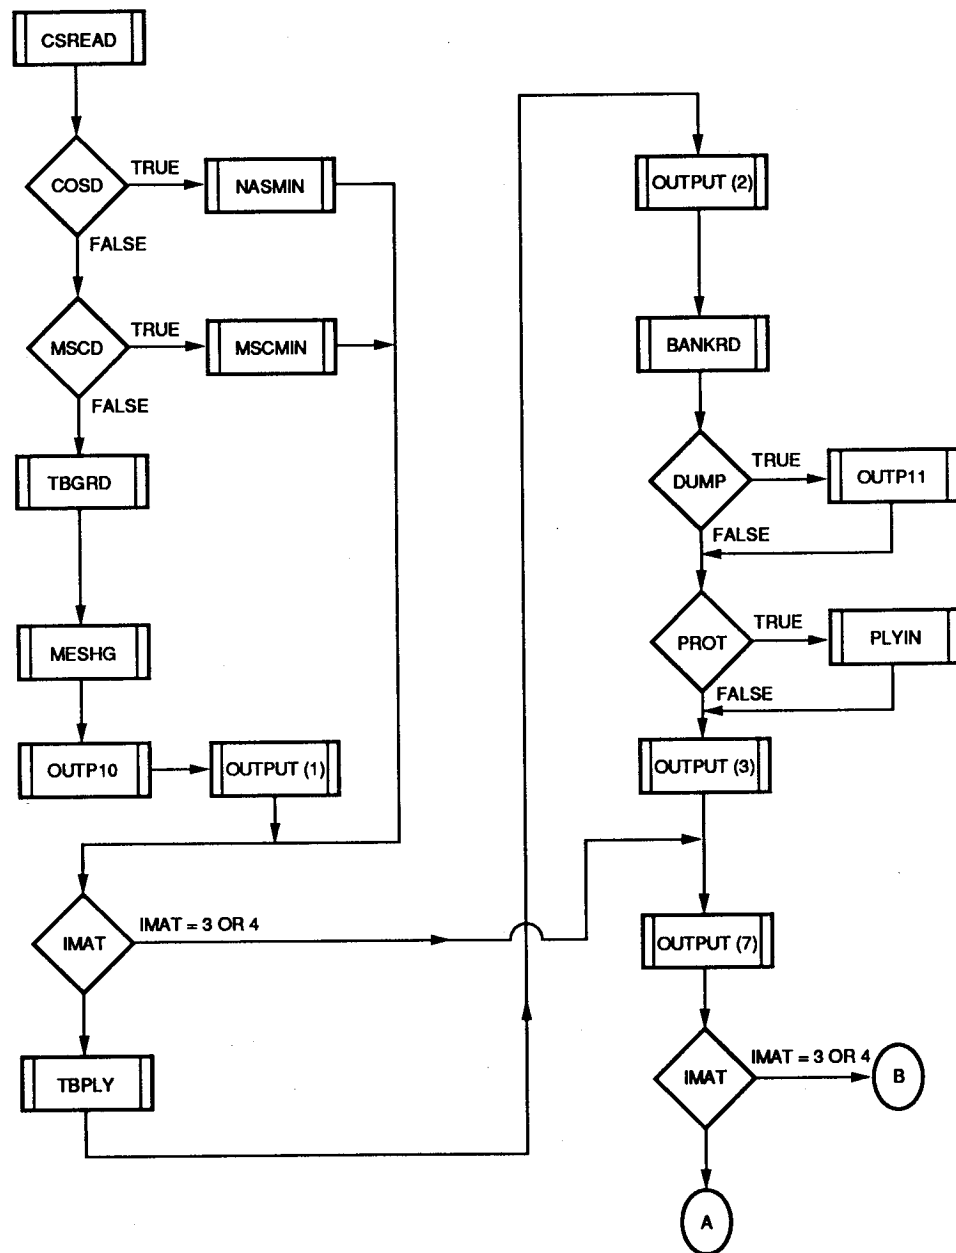 CSREAD
COSD
TRUE
NASMIN
FALSE
MSCD
TRUE
MSCMIN
FALSE
TBGRD
MESHG
OUTP10
OUTPUT (1)
IMAT
IMAT = 3 OR 4
TBPLY
OUTPUT (2)
BANKRD
DUMP
TRUE
OUTP11
FALSE
PROT
TRUE
PLYIN
FALSE
OUTPUT (3)
OUTPUT (7)
IMAT
IMAT = 3 OR 4
B
A